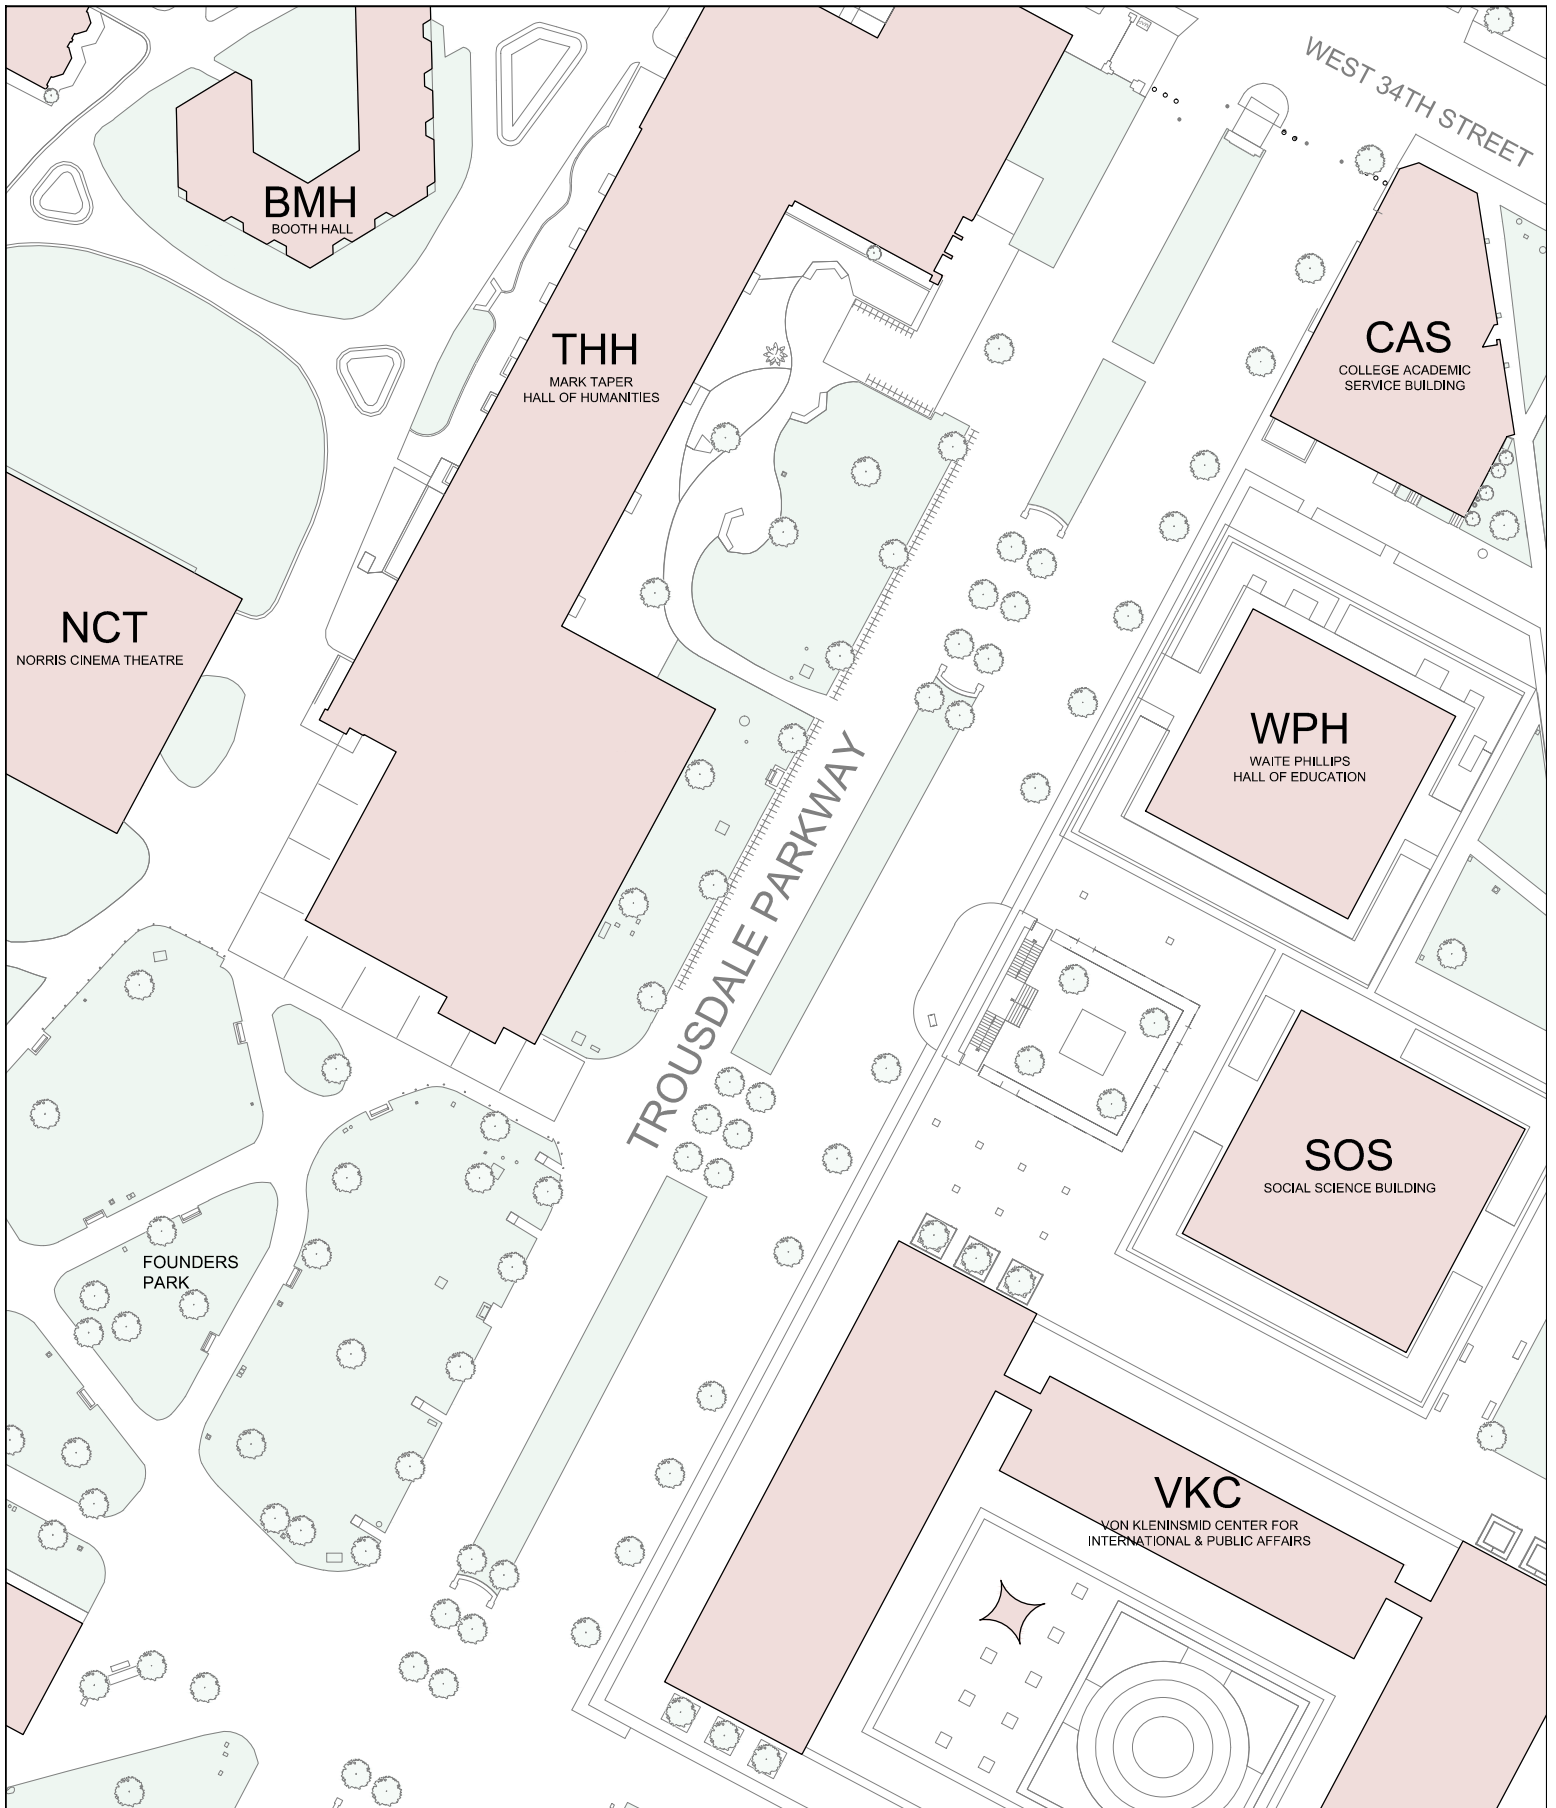 WEST 34TH STREET
BMH
BOOTH HALL
THH
MARK TAPER
HALL OF HUMANITIES
CAS
COLLEGE ACADEMIC
SERVICE BUILDING
NCT
NORRIS CINEMA THEATRE
WPH
WAITE PHILLIPS
HALL OF EDUCATION
TROUSDALE PARKWAY
SOS
SOCIAL SCIENCE BUILDING
FOUNDERS
PARK
VKC
VON KLENINSMID CENTER FOR
INTERNATIONAL & PUBLIC AFFAIRS